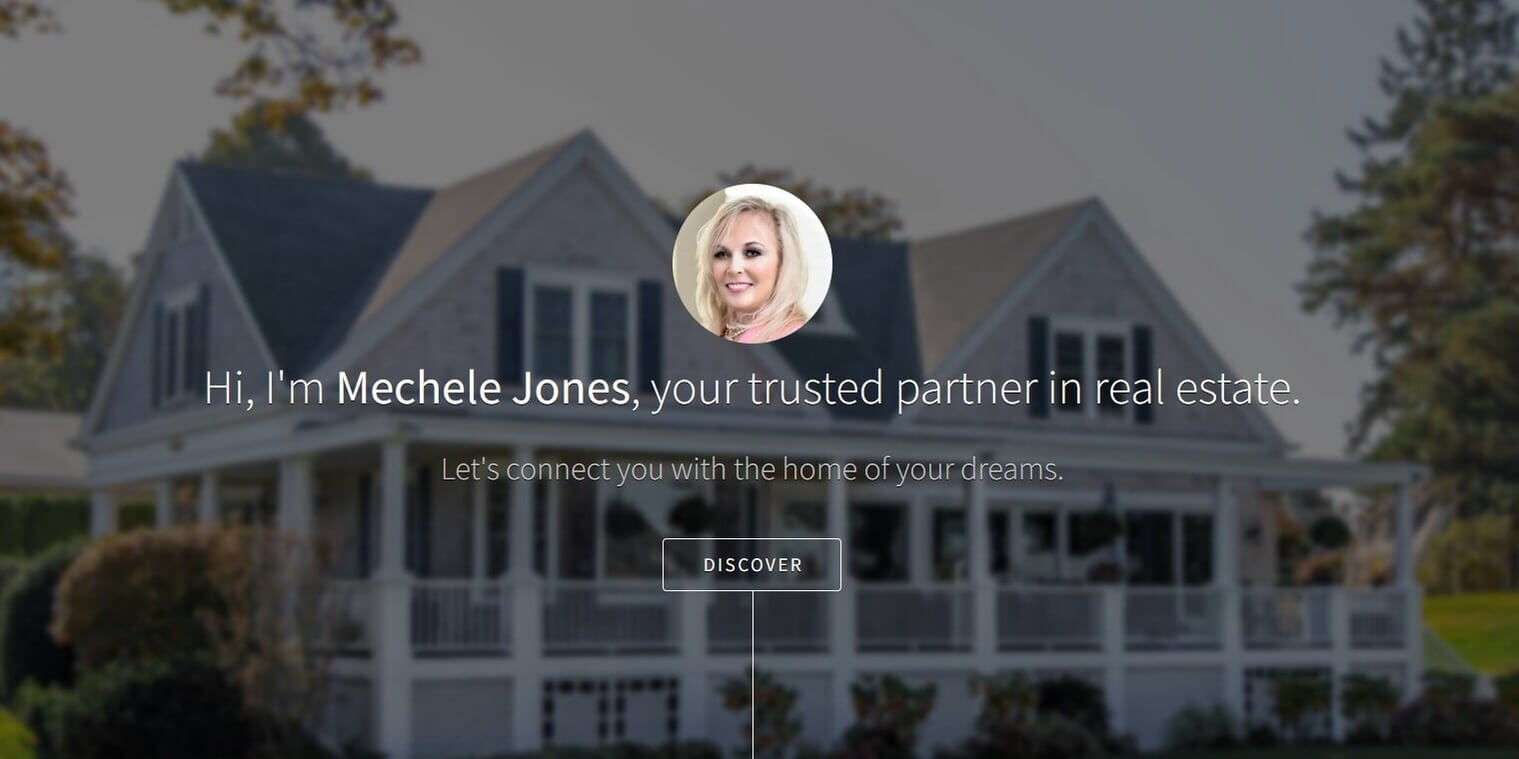 Hi, I'm Mechele Jones, your trusted partner in real estate.
Let's connect you with the home of your dreams.
DISCOVER